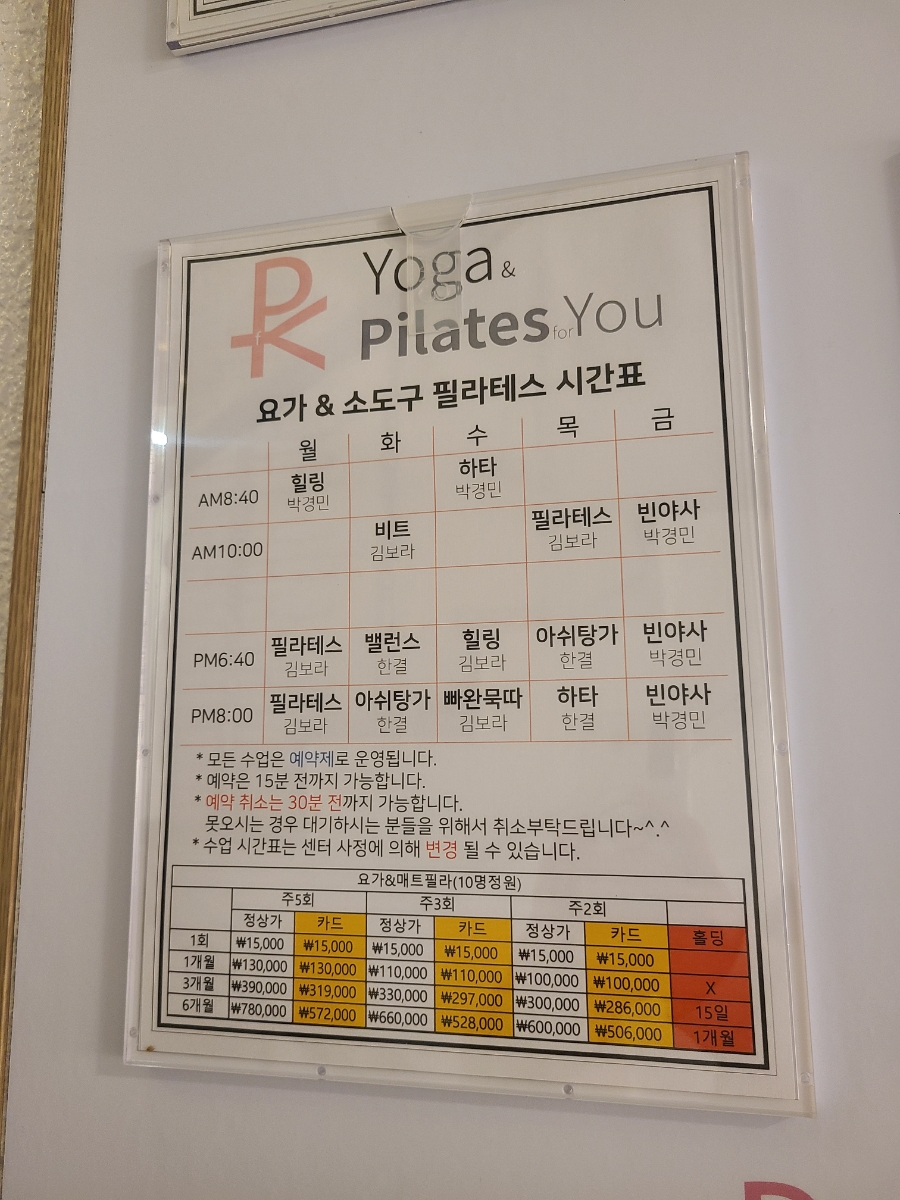 PK
Yoga &
Pilates for You
요가 & 소도구 필라테스 시간표
월 화 수 목 금
AM8:40 힐링 하타
박경민 박경민
AM10:00 비트 필라테스 빈야사
김보라 김보라 박경민
PM6:40 필라테스 밸런스 힐링 아쉬탕가 빈야사
김보라 한결 김보라 한결 박경민
PM8:00 필라테스 아쉬탕가 빠완묵따 하타 빈야사
김보라 한결 김보라 한결 박경민
* 모든 수업은 예약제로 운영됩니다.
* 예약은 15분 전까지 가능합니다.
* 예약 취소는 30분 전까지 가능합니다.
못오시는 경우 대기하시는 분들을 위해서 취소부탁드립니다~^.^
* 수업 시간표는 센터 사정에 의해 변경 될 수 있습니다.
요가&매트필라(10명정원)
주5회 주3회 주2회
정상가 카드 정상가 카드 정상가 카드 홀딩
1회 ₩15,000 ₩15,000 ₩15,000 ₩15,000 ₩15,000 ₩15,000
1개월 ₩130,000 ₩130,000 ₩110,000 ₩110,000 ₩100,000 ₩100,000 X
3개월 ₩390,000 ₩319,000 ₩330,000 ₩297,000 ₩300,000 ₩286,000 15일
6개월 ₩780,000 ₩572,000 ₩660,000 ₩528,000 ₩600,000 ₩506,000 1개월